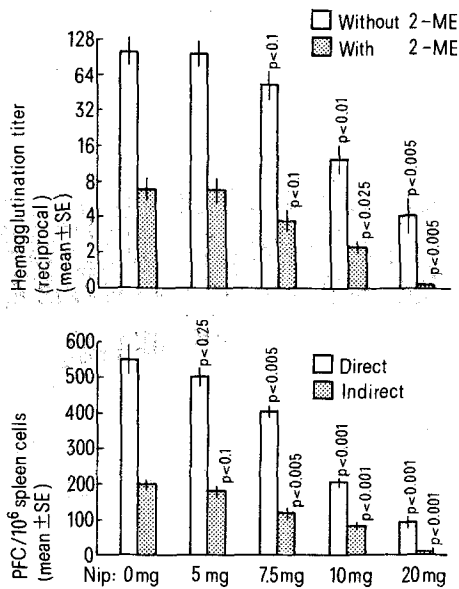 Without 2-ME
With 2-ME
Hemagglutination titer
(reciprocal)
(mean ± SE)
128
64
32
16
8
4
2
0
p<0.1
p<0.1
p<0.01
p<0.025
p<0.005
p<0.005
Direct
Indirect
PFC/10⁶ spleen cells
(mean ± SE)
600
500
400
300
200
100
0
p<0.25
p<0.1
p<0.005
p<0.005
p<0.001
p<0.001
p<0.001
p<0.001
Nip: 0mg 5mg 7.5mg 10mg 20mg